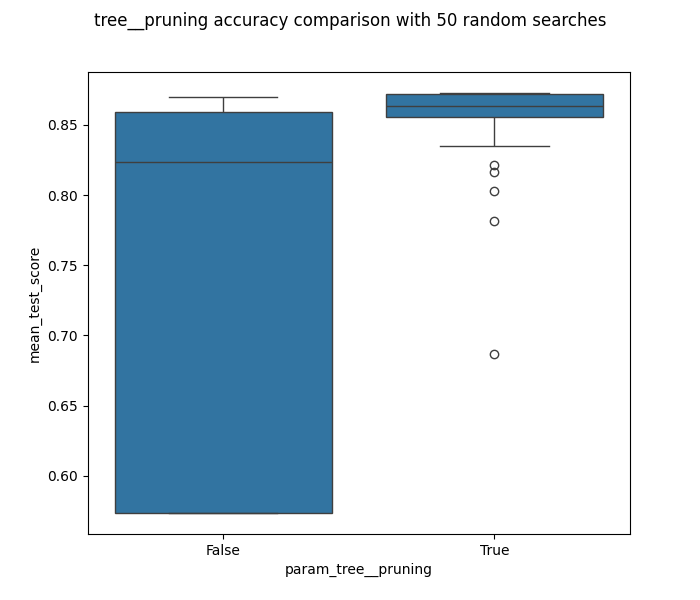 tree__pruning accuracy comparison with 50 random searches
0.85
0.80
0.75
0.70
0.65
0.60
mean_test_score
False
True
param_tree__pruning